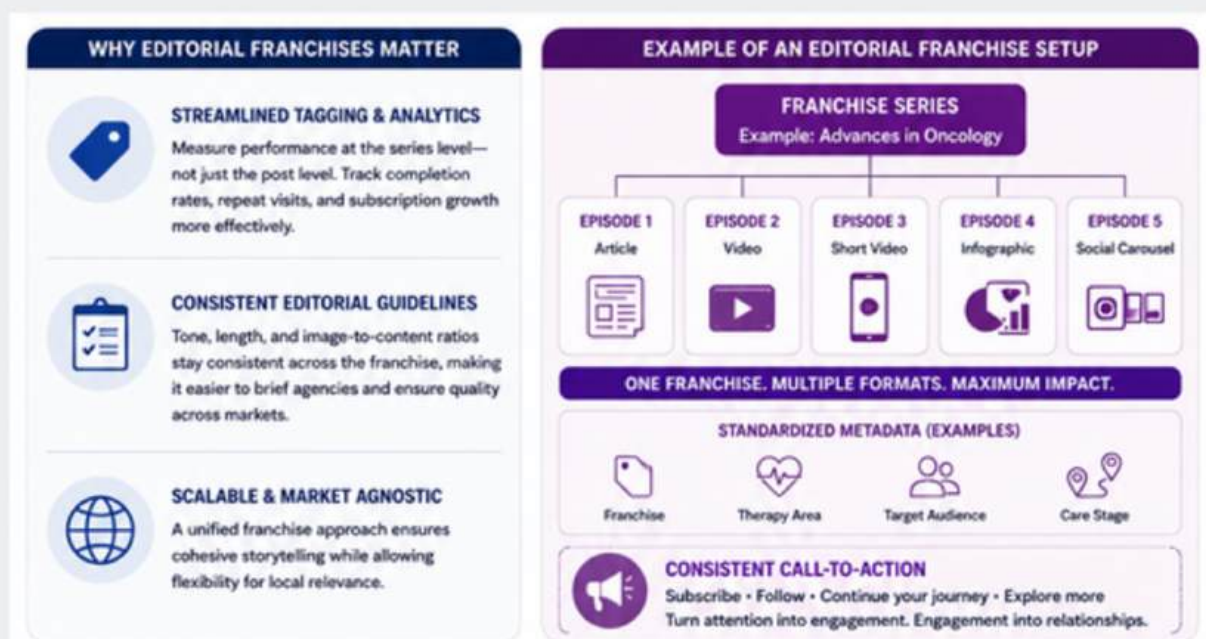 WHY EDITORIAL FRANCHISES MATTER
STREAMLINED TAGGING & ANALYTICS
Measure performance at the series level—
not just the post level. Track completion
rates, repeat visits, and subscription growth
more effectively.
CONSISTENT EDITORIAL GUIDELINES
Tone, length, and image-to-content ratios
stay consistent across the franchise, making
it easier to brief agencies and ensure quality
across markets.
SCALABLE & MARKET AGNOSTIC
A unified franchise approach ensures
cohesive storytelling while allowing
flexibility for local relevance.
EXAMPLE OF AN EDITORIAL FRANCHISE SETUP
FRANCHISE SERIES
Example: Advances in Oncology
EPISODE 1
Article
EPISODE 2
Video
EPISODE 3
Short Video
EPISODE 4
Infographic
EPISODE 5
Social Carousel
ONE FRANCHISE. MULTIPLE FORMATS. MAXIMUM IMPACT.
STANDARDIZED METADATA (EXAMPLES)
Franchise
Therapy Area
Target Audience
Care Stage
CONSISTENT CALL-TO-ACTION
Subscribe • Follow • Continue your journey • Explore more
Turn attention into engagement. Engagement into relationships.